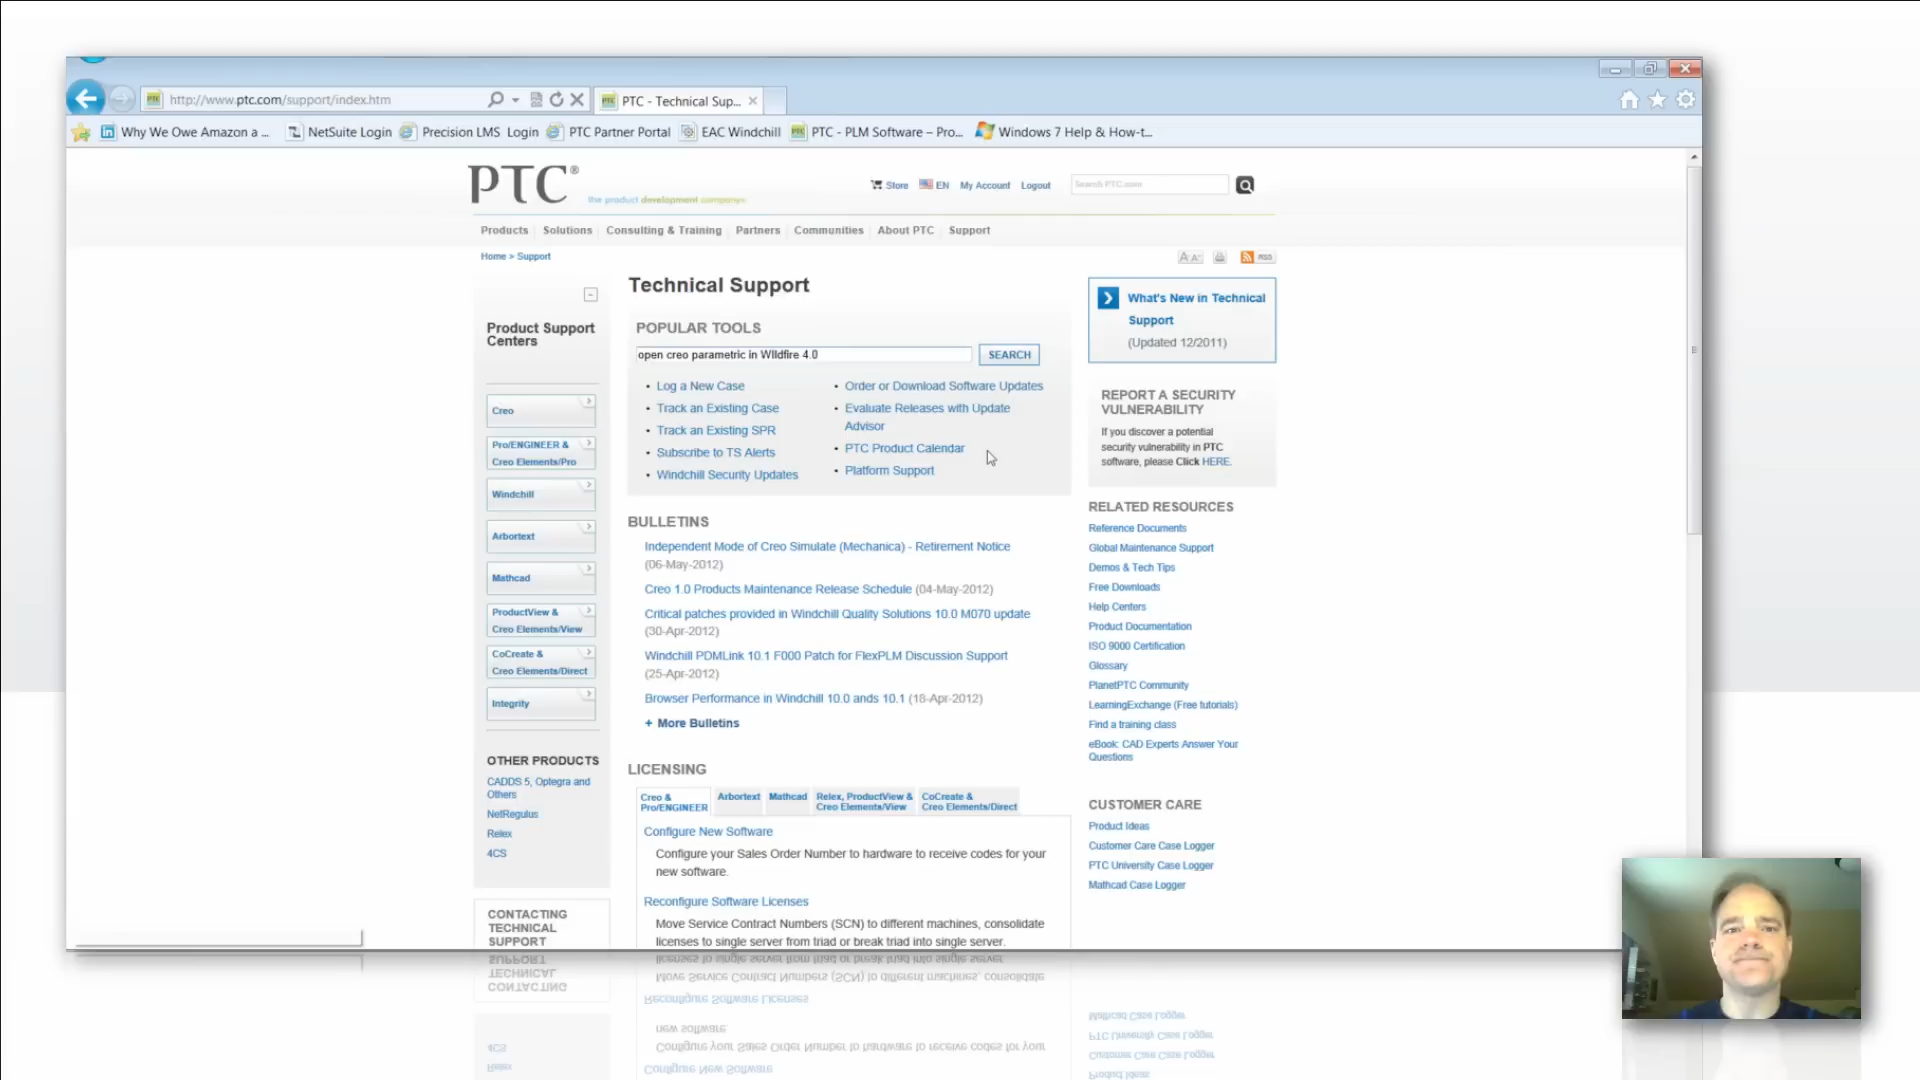 http://www.ptc.com/support/index.htm
PTC - Technical Sup...
Why We Owe Amazon a ...
NetSuite Login
Precision LMS Login
PTC Partner Portal
EAC Windchill
PTC - PLM Software – Pro...
Windows 7 Help & How-t...
PTC®
the product development company®
Store
EN
My Account
Logout
Search PTC.com
Products
Solutions
Consulting & Training
Partners
Communities
About PTC
Support
Home > Support
RSS
Product Support
Centers
Creo
Pro/ENGINEER &
Creo Elements/Pro
Windchill
Arbortext
Mathcad
ProductView &
Creo Elements/View
CoCreate &
Creo Elements/Direct
Integrity
OTHER PRODUCTS
CADDS 5, Optegra and
Others
NetRegulus
Relex
4CS
CONTACTING
TECHNICAL
SUPPORT
Technical Support
POPULAR TOOLS
open creo parametric in WIldfire 4.0
SEARCH
• Log a New Case
• Track an Existing Case
• Track an Existing SPR
• Subscribe to TS Alerts
• Windchill Security Updates
• Order or Download Software Updates
• Evaluate Releases with Update
Advisor
• PTC Product Calendar
• Platform Support
BULLETINS
Independent Mode of Creo Simulate (Mechanica) - Retirement Notice
(06-May-2012)
Creo 1.0 Products Maintenance Release Schedule (04-May-2012)
Critical patches provided in Windchill Quality Solutions 10.0 M070 update
(30-Apr-2012)
Windchill PDMLink 10.1 F000 Patch for FlexPLM Discussion Support
(25-Apr-2012)
Browser Performance in Windchill 10.0 ands 10.1 (18-Apr-2012)
+ More Bulletins
LICENSING
Creo &
Pro/ENGINEER
Arbortext
Mathcad
Relex, ProductView &
Creo Elements/View
CoCreate &
Creo Elements/Direct
Configure New Software
Configure your Sales Order Number to hardware to receive codes for your
new software.
Reconfigure Software Licenses
Move Service Contract Numbers (SCN) to different machines, consolidate
licenses to single server from triad or break triad into single server.
What's New in Technical
Support
(Updated 12/2011)
REPORT A SECURITY
VULNERABILITY
If you discover a potential
security vulnerability in PTC
software, please Click HERE.
RELATED RESOURCES
Reference Documents
Global Maintenance Support
Demos & Tech Tips
Free Downloads
Help Centers
Product Documentation
ISO 9000 Certification
Glossary
PlanetPTC Community
LearningExchange (Free tutorials)
Find a training class
eBook: CAD Experts Answer Your
Questions
CUSTOMER CARE
Product Ideas
Customer Care Case Logger
PTC University Case Logger
Mathcad Case Logger